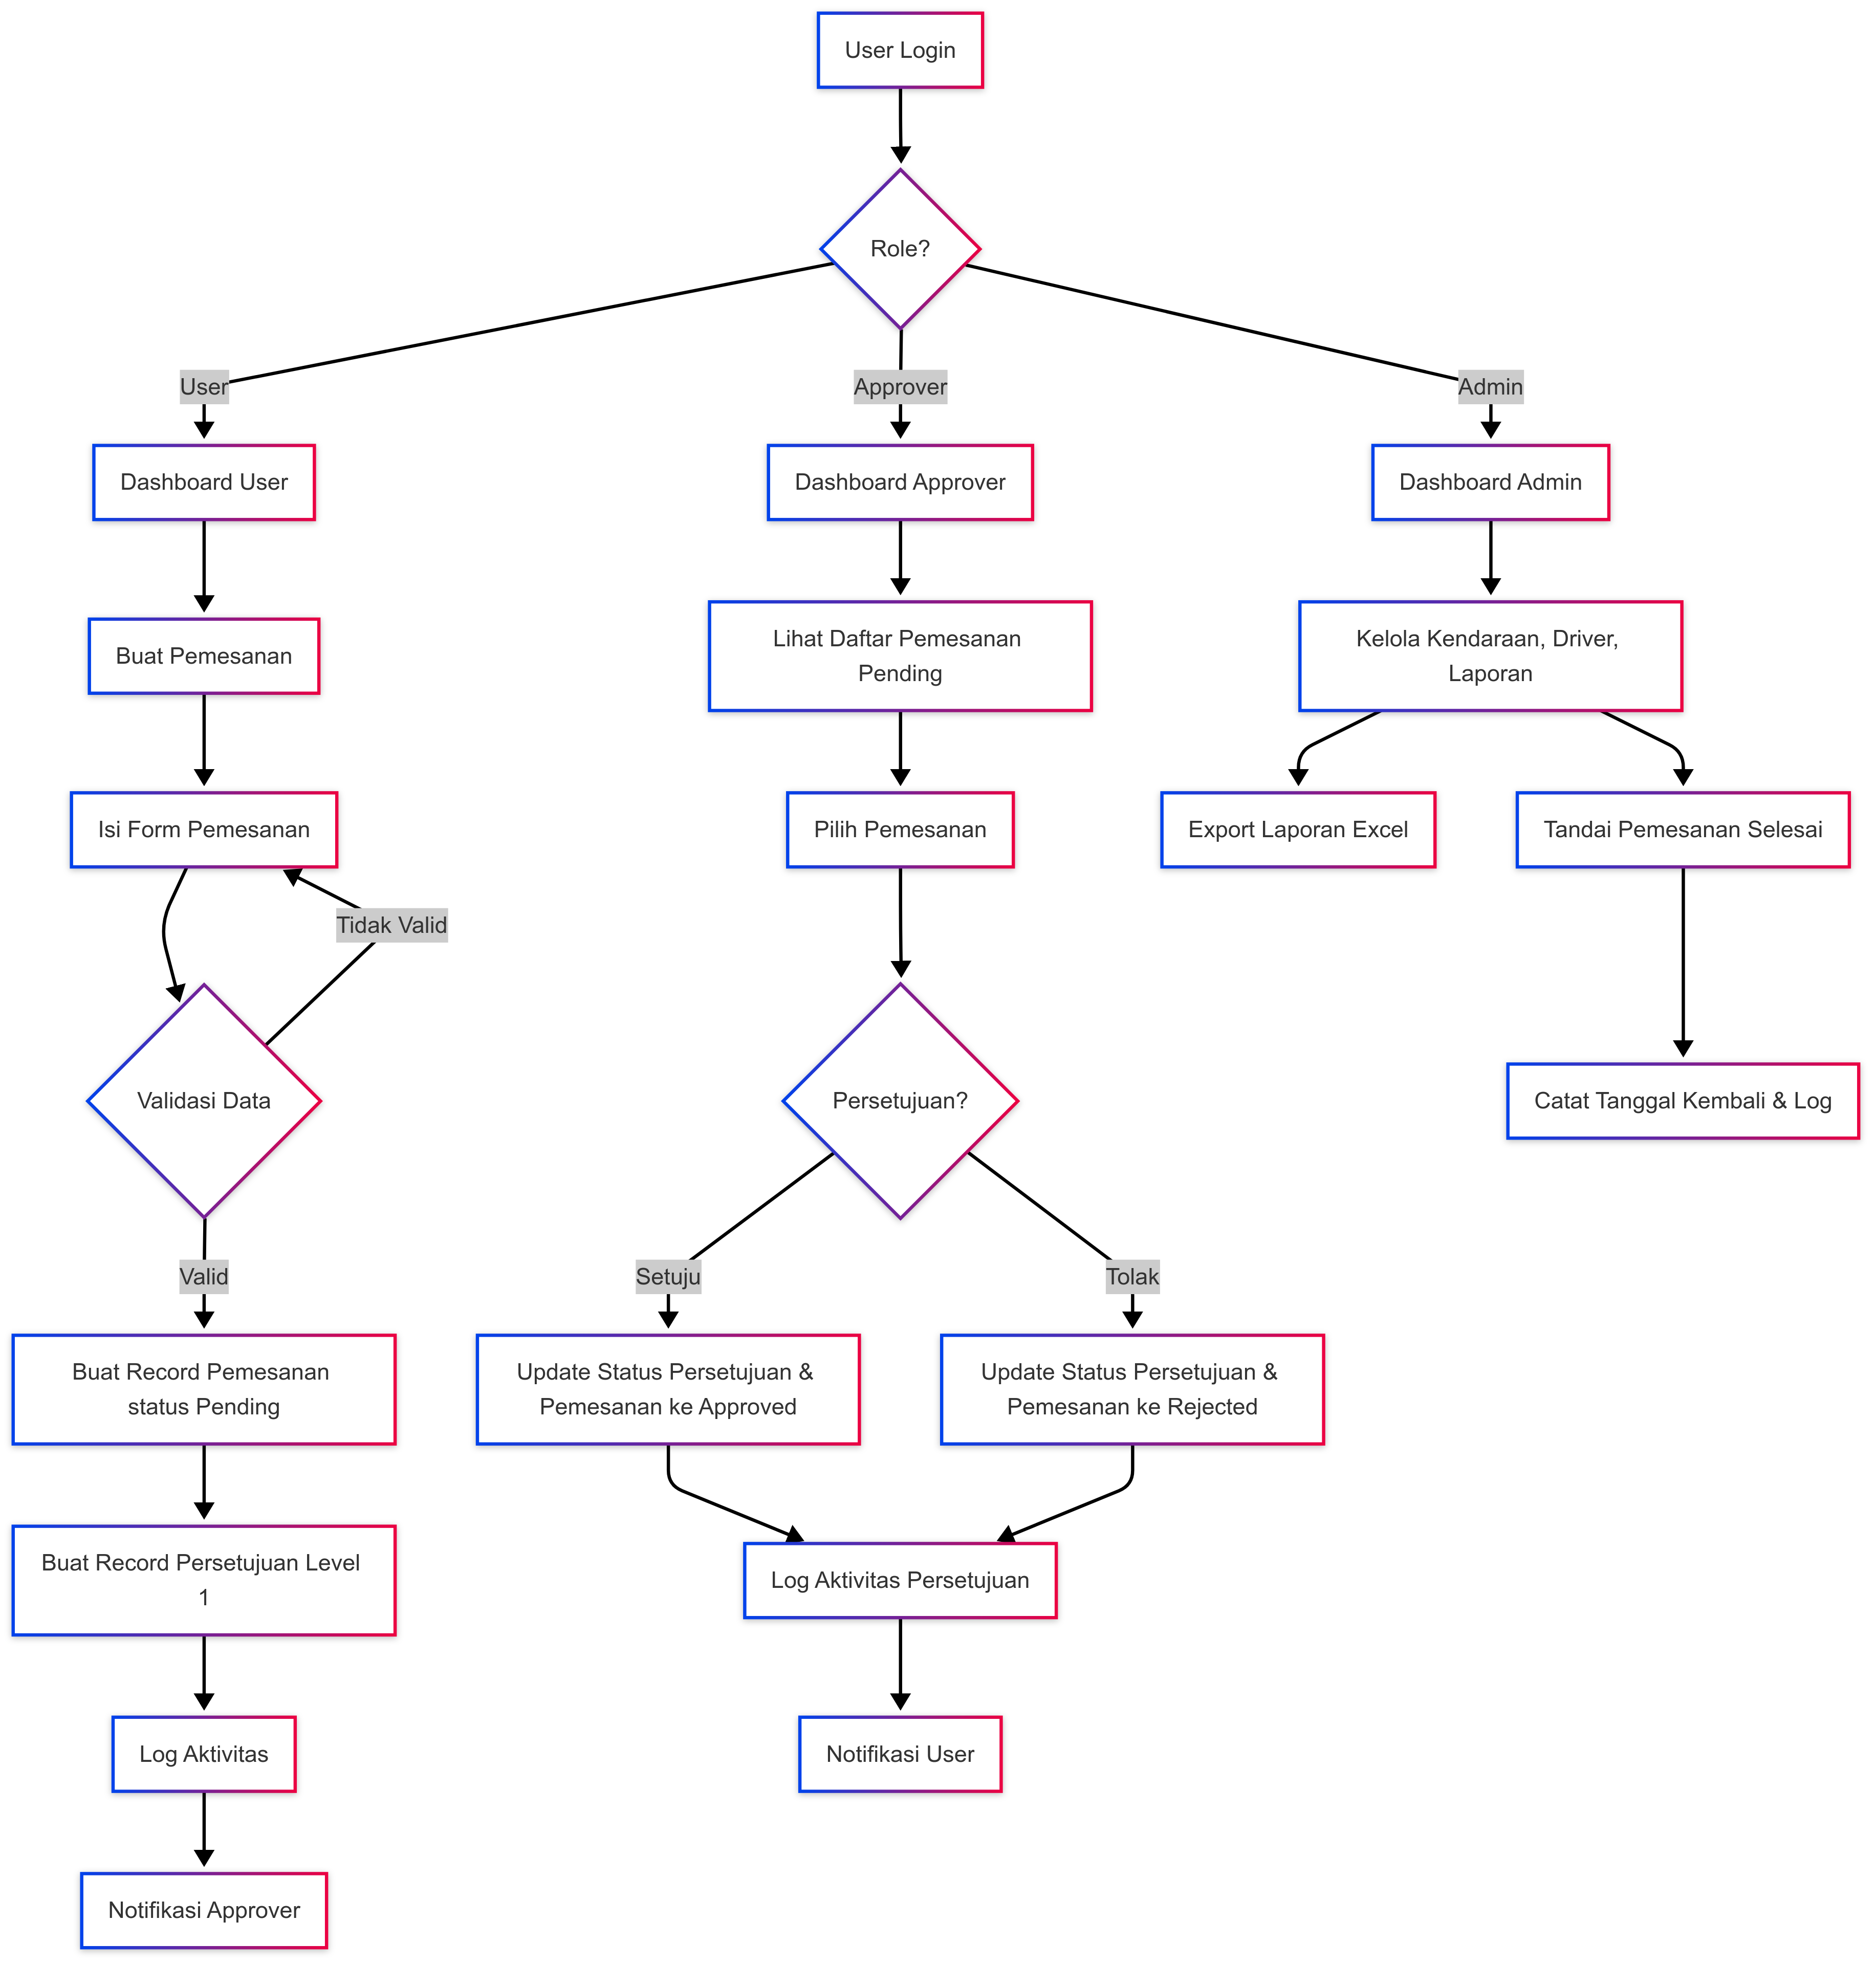 User Login
Role?
User
Approver
Admin
Dashboard User
Dashboard Approver
Dashboard Admin
Buat Pemesanan
Lihat Daftar Pemesanan
Pending
Kelola Kendaraan, Driver,
Laporan
Isi Form Pemesanan
Pilih Pemesanan
Export Laporan Excel
Tandai Pemesanan Selesai
Tidak Valid
Validasi Data
Persetujuan?
Catat Tanggal Kembali & Log
Valid
Setuju
Tolak
Buat Record Pemesanan
status Pending
Update Status Persetujuan &
Pemesanan ke Approved
Update Status Persetujuan &
Pemesanan ke Rejected
Buat Record Persetujuan Level
1
Log Aktivitas Persetujuan
Log Aktivitas
Notifikasi User
Notifikasi Approver